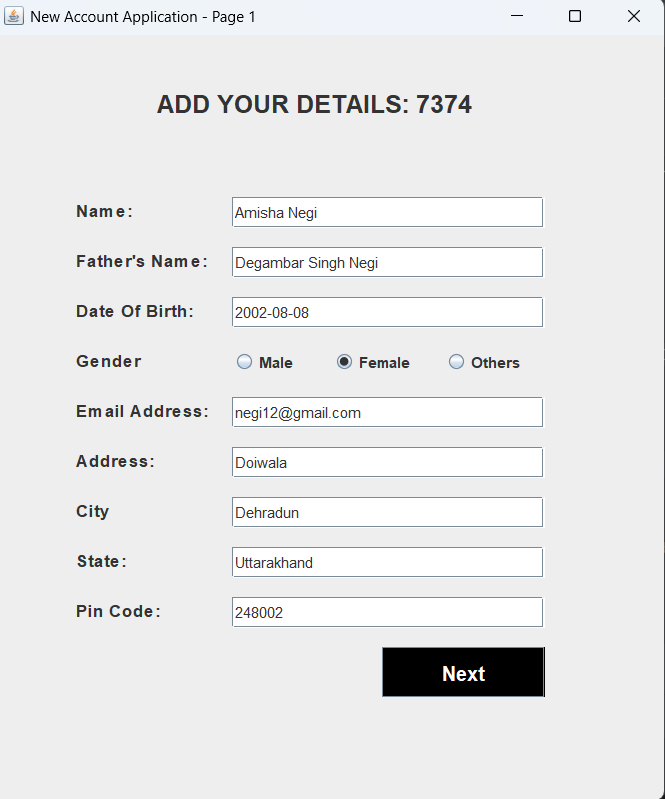 New Account Application - Page 1
ADD YOUR DETAILS: 7374
Name: Amisha Negi
Father's Name: Degambar Singh Negi
Date Of Birth: 2002-08-08
Gender Male Female Others
Email Address: negi12@gmail.com
Address: Doiwala
City Dehradun
State: Uttarakhand
Pin Code: 248002
Next